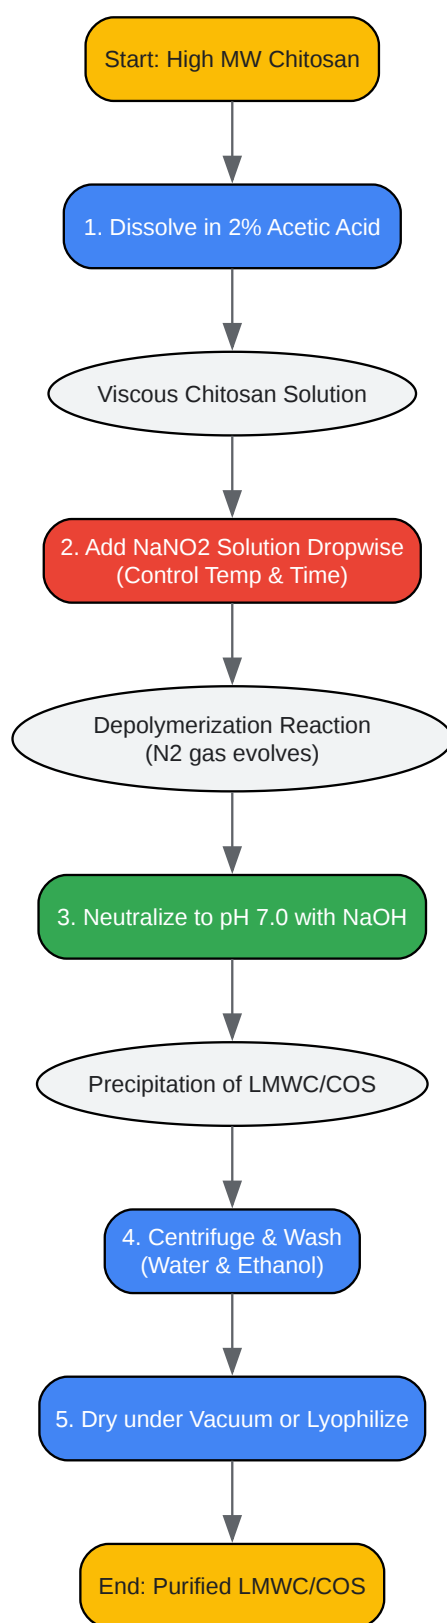 Start: High MW Chitosan
1. Dissolve in 2% Acetic Acid
Viscous Chitosan Solution
2. Add NaNO2 Solution Dropwise
(Control Temp & Time)
Depolymerization Reaction
(N2 gas evolves)
3. Neutralize to pH 7.0 with NaOH
Precipitation of LMWC/COS
4. Centrifuge & Wash
(Water & Ethanol)
5. Dry under Vacuum or Lyophilize
End: Purified LMWC/COS